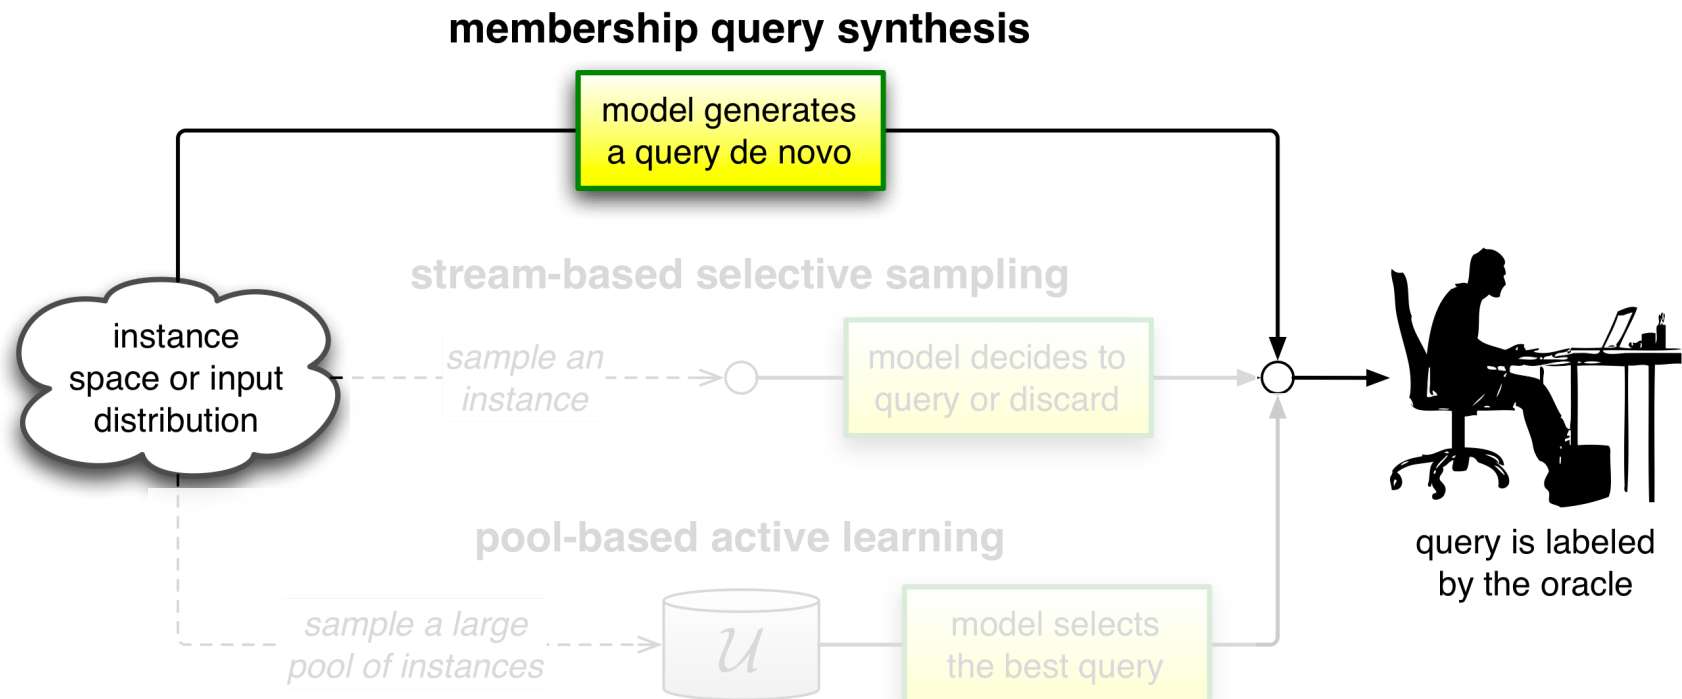 membership query synthesis
model generates
a query de novo
stream-based selective sampling
instance
space or input
distribution
sample an
instance
model decides to
query or discard
pool-based active learning
query is labeled
by the oracle
sample a large
pool of instances
𝒰
model selects
the best query